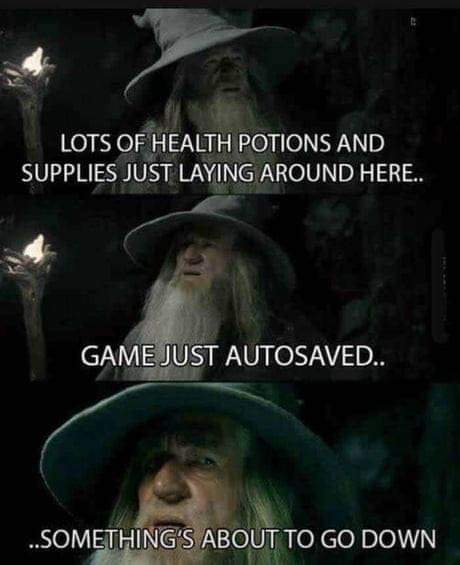 LOTS OF HEALTH POTIONS AND
SUPPLIES JUST LAYING AROUND HERE..
GAME JUST AUTOSAVED..
..SOMETHING'S ABOUT TO GO DOWN